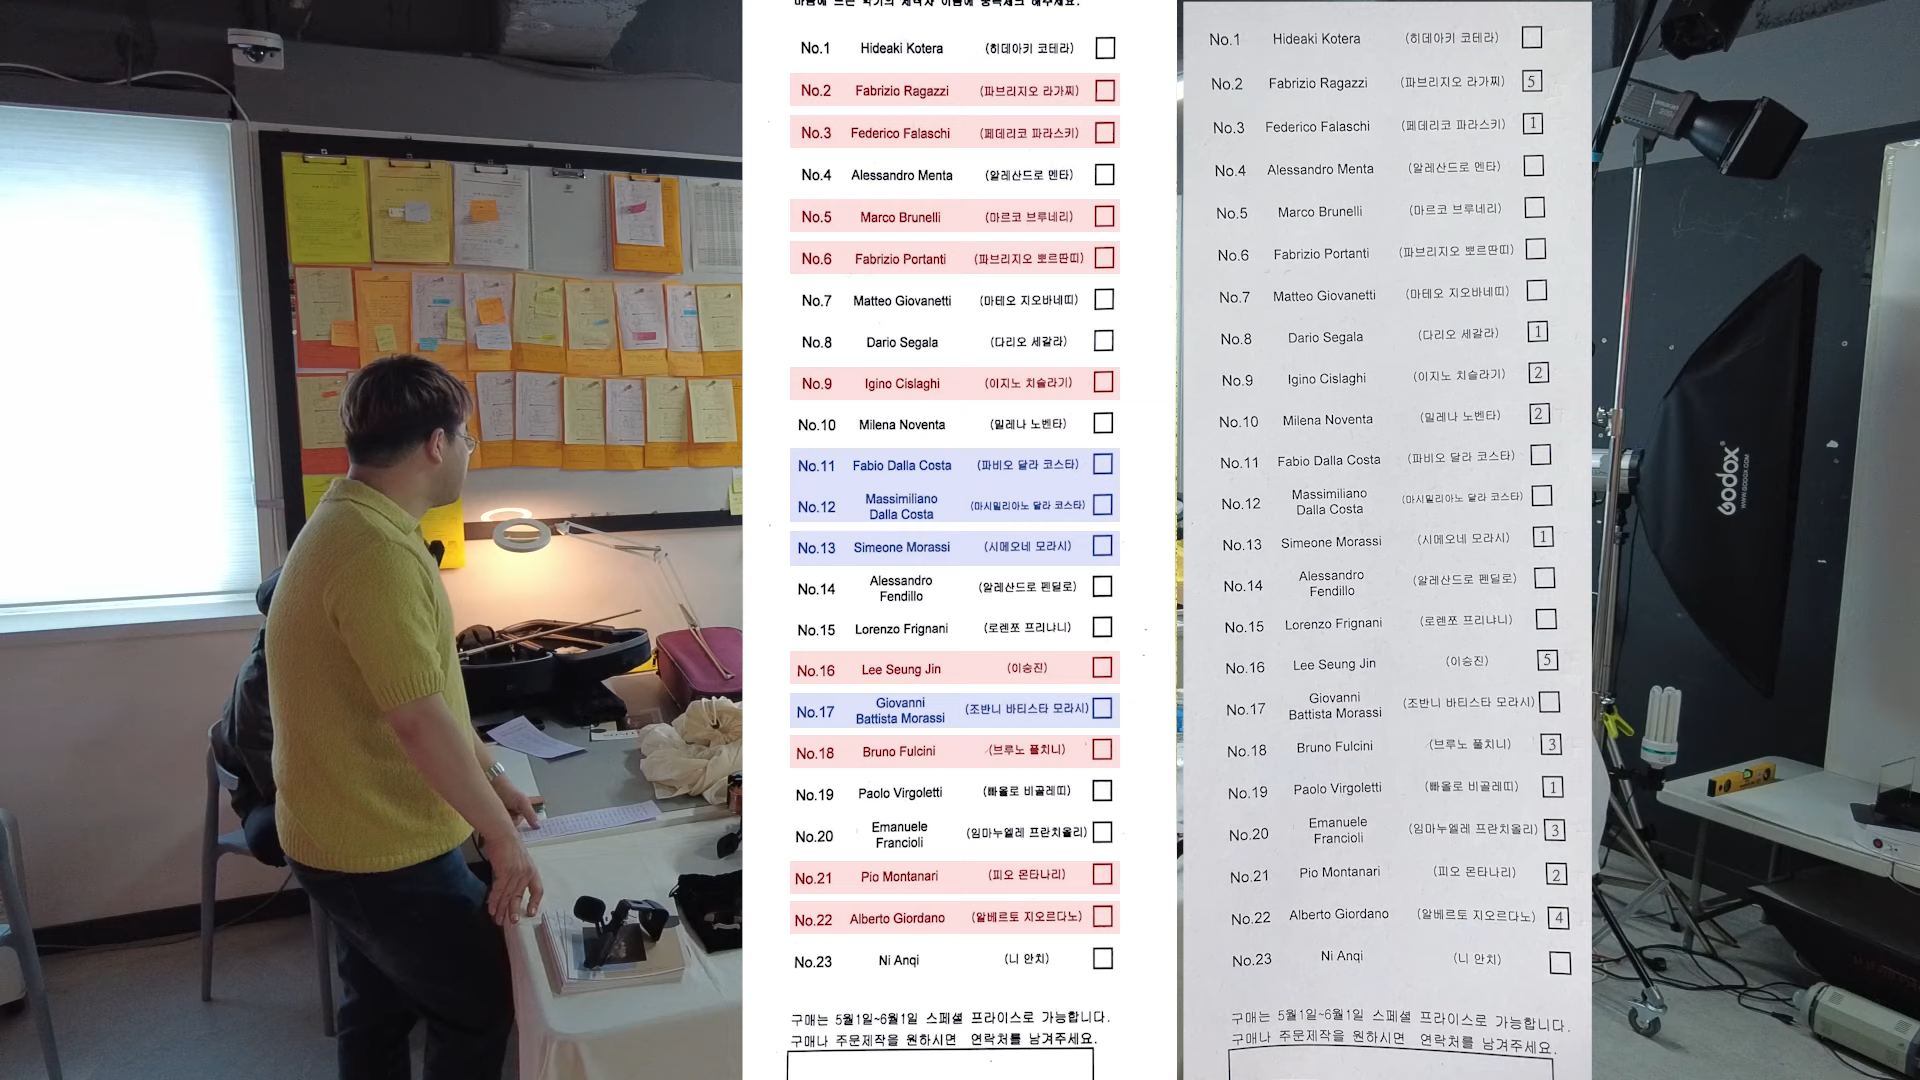 마음에 드는 악기의 제작자 이름에 중복체크 해주세요.
No.1 Hideaki Kotera (히데아키 코테라)
No.2 Fabrizio Ragazzi (파브리지오 라가찌)
No.3 Federico Falaschi (페데리코 파라스키)
No.4 Alessandro Menta (알레산드로 멘타)
No.5 Marco Brunelli (마르코 브루네리)
No.6 Fabrizio Portanti (파브리지오 뽀르딴띠)
No.7 Matteo Giovanetti (마테오 지오바네띠)
No.8 Dario Segala (다리오 세갈라)
No.9 Igino Cislaghi (이지노 치슬라기)
No.10 Milena Noventa (밀레나 노벤타)
No.11 Fabio Dalla Costa (파비오 달라 코스타)
No.12 Massimiliano
Dalla Costa (마시밀리아노 달라 코스타)
No.13 Simeone Morassi (시메오네 모라시)
No.14 Alessandro
Fendillo (알레산드로 펜딜로)
No.15 Lorenzo Frignani (로렌쪼 프리냐니)
No.16 Lee Seung Jin (이승진)
No.17 Giovanni
Battista Morassi (조반니 바티스타 모라시)
No.18 Bruno Fulcini (브루노 풀치니)
No.19 Paolo Virgoletti (빠올로 비골레띠)
No.20 Emanuele
Francioli (임마누엘레 프란치올리)
No.21 Pio Montanari (피오 몬타나리)
No.22 Alberto Giordano (알베르토 지오르다노)
No.23 Ni Anqi (니 안치)
구매는 5월1일~6월1일 스페셜 프라이스로 가능합니다.
구매나 주문제작을 원하시면 연락처를 남겨주세요.
No.1 Hideaki Kotera (히데아키 코테라)
No.2 Fabrizio Ragazzi (파브리지오 라가찌) 5
No.3 Federico Falaschi (페데리코 파라스키) 1
No.4 Alessandro Menta (알레산드로 멘타)
No.5 Marco Brunelli (마르코 브루네리)
No.6 Fabrizio Portanti (파브리지오 뽀르딴띠)
No.7 Matteo Giovanetti (마테오 지오바네띠)
No.8 Dario Segala (다리오 세갈라) 1
No.9 Igino Cislaghi (이지노 치슬라기) 2
No.10 Milena Noventa (밀레나 노벤타) 2
No.11 Fabio Dalla Costa (파비오 달라 코스타)
No.12 Massimiliano
Dalla Costa (마시밀리아노 달라 코스타)
No.13 Simeone Morassi (시메오네 모라시) 1
No.14 Alessandro
Fendillo (알레산드로 펜딜로)
No.15 Lorenzo Frignani (로렌쪼 프리냐니)
No.16 Lee Seung Jin (이승진) 5
No.17 Giovanni
Battista Morassi (조반니 바티스타 모라시)
No.18 Bruno Fulcini (브루노 풀치니) 3
No.19 Paolo Virgoletti (빠올로 비골레띠) 1
No.20 Emanuele
Francioli (임마누엘레 프란치올리) 3
No.21 Pio Montanari (피오 몬타나리) 2
No.22 Alberto Giordano (알베르토 지오르다노) 4
No.23 Ni Anqi (니 안치)
구매는 5월1일~6월1일 스페셜 프라이스로 가능합니다.
구매나 주문제작을 원하시면 연락처를 남겨주세요.
Godox
WWW.GODOX.COM